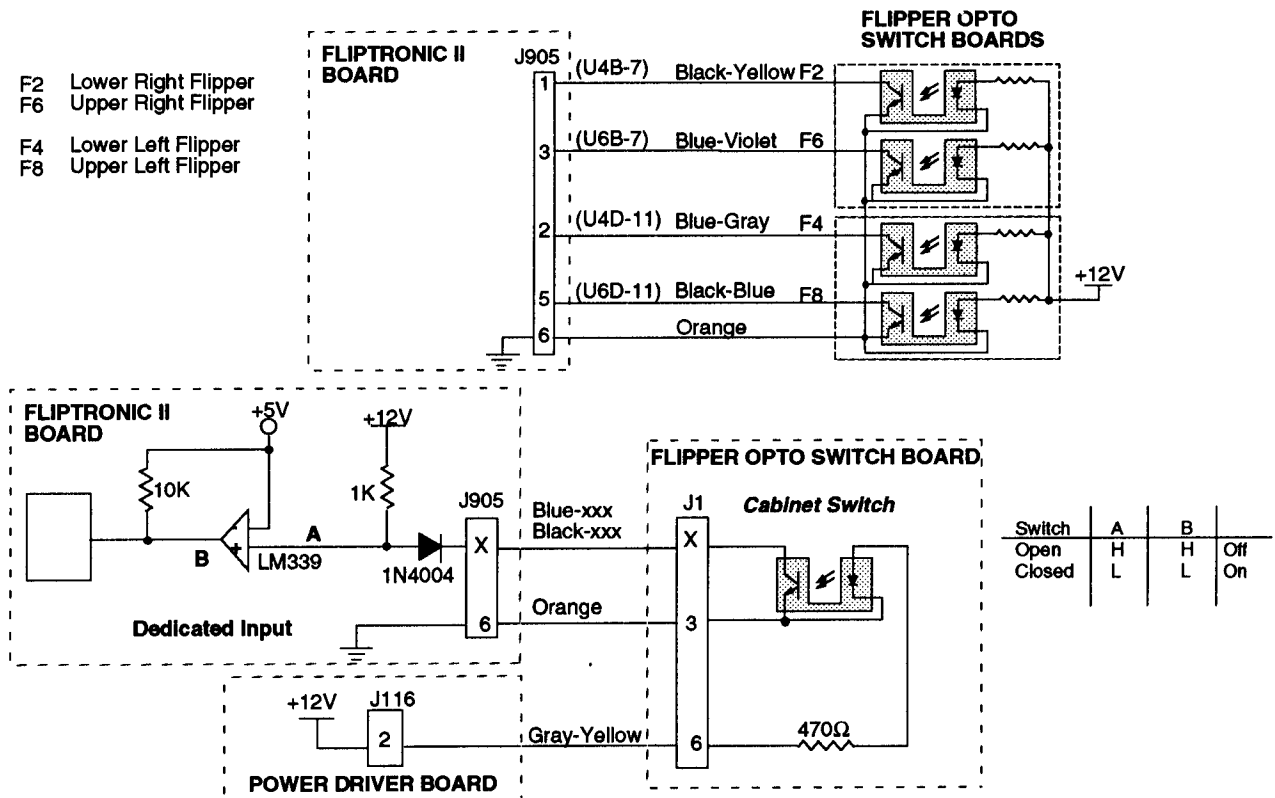 FLIPPER OPTO
SWITCH BOARDS
FLIPTRONIC II
BOARD
J905
F2 Lower Right Flipper
F6 Upper Right Flipper
F4 Lower Left Flipper
F8 Upper Left Flipper
1 (U4B-7) Black-Yellow F2
3 (U6B-7) Blue-Violet F6
2 (U4D-11) Blue-Gray F4
5 (U6D-11) Black-Blue F8
6 Orange
+12V
FLIPTRONIC II
BOARD
+5V
+12V
10K
1K
A
B
- +
LM339
1N4004
J905
X
6
Dedicated Input
Blue-xxx
Black-xxx
Orange
FLIPPER OPTO SWITCH BOARD
J1
Cabinet Switch
X
3
6
470Ω
Switch A B
Open H H Off
Closed L L On
+12V
J116
2
Gray-Yellow
POWER DRIVER BOARD